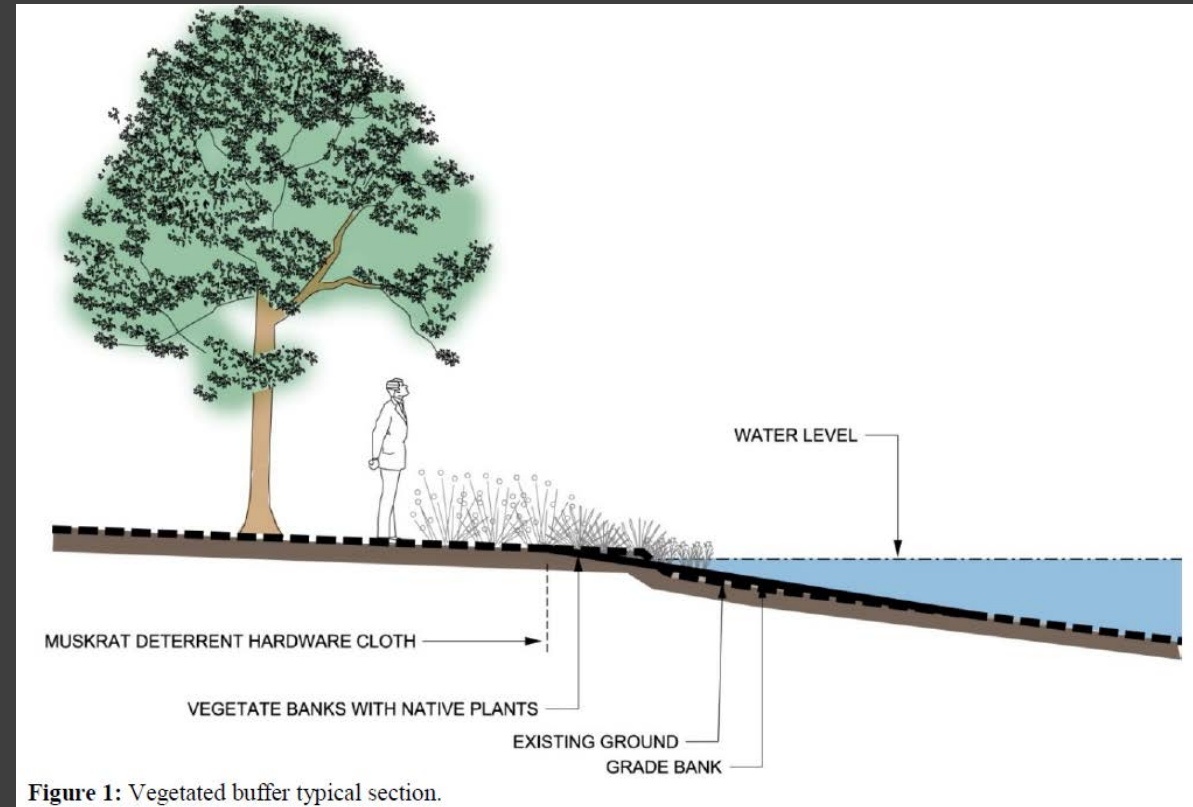 WATER LEVEL
MUSKRAT DETERRENT HARDWARE CLOTH
VEGETATE BANKS WITH NATIVE PLANTS
EXISTING GROUND
GRADE BANK
Figure 1: Vegetated buffer typical section.